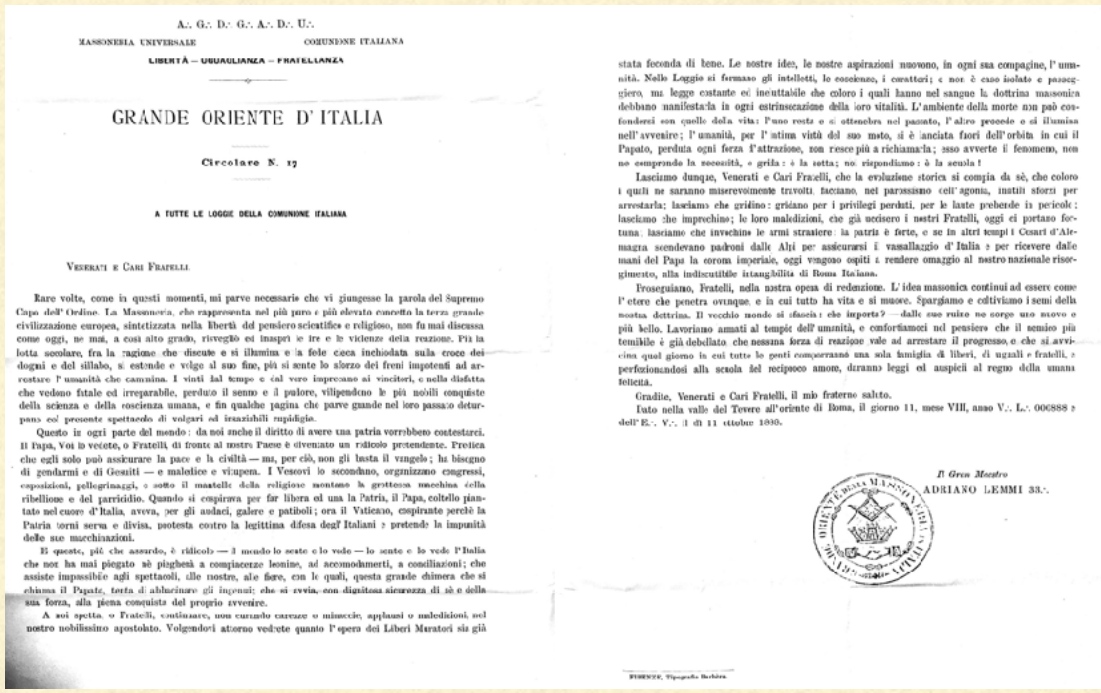 A∴ G∴ D∴ G∴ A∴ D∴ U∴
MASSONERIA UNIVERSALE COMUNIONE ITALIANA
LIBERTÀ — UGUAGLIANZA — FRATELLANZA
GRANDE ORIENTE D' ITALIA
Circolare N. 17
A TUTTE LE LOGGIE DELLA COMUNIONE ITALIANA
VENERATI E CARI FRATELLI
Rare volte, come in questi momenti, mi parve necessario che vi giungesse la parola del Supremo
Capo dell' Ordine. La Massoneria, che rappresenta nel più puro e più elevato concetto la terza grande
civilizzazione europea, sintetizzata nella libertà del pensiero scientifico e religioso, non fu mai discussa
come oggi, ne mai, a così alto grado, risvegliò ed inasprì le ire e le violenze della reazione. Più la
lotta secolare, fra la ragione che discute e si illumina e la fede cieca inchiodata sulla croce dei
dogmi e del sillabo, si estende e volge al suo fine, più si sente lo sforzo dei freni impotenti ad ar-
restare l' umanità che cammina. I vinti dal tempo e dal vero imprecano ai vincitori, e nella disfatta
che vedono fatale ed irreparabile, perduto il senno e il pudore, vilipendono le più nobili conquiste
della scienza e della coscienza umana, e fin qualche pagina che parve grande nel loro passato detur-
pano col presente spettacolo di volgari ed insaziabili cupidigie.
Questo in ogni parte del mondo: da noi anche il diritto di avere una patria vorrebbero contestarci.
Il Papa, Voi lo vedete, o Fratelli, di fronte al nostro Paese è diventato un ridicolo pretendente. Predica
che egli solo può assicurare la pace e la civiltà — ma, per ciò, non gli basta il vangelo; ha bisogno
di gendarmi e di Gesuiti — e maledice e vitupera. I Vescovi lo secondano, organizzano congressi,
esposizioni, pellegrinaggi, e sotto il mantello della religione montano la grottesca macchina della
ribellione e del parricidio. Quando si cospirava per far libera ed una la Patria, il Papa, coltello pian-
tato nel cuore d' Italia, aveva, per gli audaci, galere e patiboli; ora il Vaticano, cospirante perchè la
Patria torni serva e divisa, protesta contro la legittima difesa degl' Italiani e pretende la impunità
delle sue macchinazioni.
E questo, più che assurdo, è ridicolo — il mondo lo sente e lo vede — lo sente e lo vede l' Italia
che non ha mai piegato nè piegherà a compiacenze leonine, ad accomodamenti, a conciliazioni; che
assiste impassibile agli spettacoli, alle mostre, alle fiere, con le quali, questa grande chimera che si
chiama il Papato, tenta di abbacinare gli ingenui; che si avvia, con dignitosa sicurezza di sè e della
sua forza, alla piena conquista del proprio avvenire.
A noi spetta, o Fratelli, continuare, non curando carezze o minaccie, applausi o maledizioni, nel
nostro nobilissimo apostolato. Volgendovi attorno vedrete quanto l' opera dei Liberi Muratori sia già
stata feconda di bene. Le nostre idee, le nostre aspirazioni muovono, in ogni sua compagine, l' uma-
nità. Nelle Loggie si formano gli intelletti, le coscienze, i caratteri; e non è caso isolato e passeg-
giero, ma legge costante ed ineluttabile che coloro i quali hanno nel sangue la dottrina massonica
debbano manifestarla in ogni estrinsecazione della loro vitalità. L' ambiente della morte non può con-
fondersi con quello della vita: l' uno resta e si ottenebra nel passato, l' altro precede e si illumina
nell' avvenire; l' umanità, per l' intima virtù del suo moto, si è lanciata fuori dell' orbita in cui il
Papato, perduta ogni forza d' attrazione, non riesce più a richiamarla; esso avverte il fenomeno, non
ne comprende la necessità, e grida: è la setta; noi rispondiamo: è la scuola!
Lasciamo dunque, Venerati e Cari Fratelli, che la evoluzione storica si compia da sè, che coloro
i quali ne saranno miserevolmente travolti, facciano, nel parossismo dell' agonia, inutili sforzi per
arrestarla; lasciamo che gridino: gridano per i privilegi perduti, per le laute prebende in pericolo;
lasciamo che imprechino; le loro maledizioni, che già uccisero i nostri Fratelli, oggi ci portano for-
tuna: lasciamo che invochino le armi straniere: la patria è forte, e se in altri tempi i Cesari d' Ale-
magna scendevano padroni dalle Alpi per assicurarsi il vassallaggio d' Italia e per ricevere dalle
mani del Papa la corona imperiale, oggi vengono ospiti a rendere omaggio al nostro nazionale risor-
gimento, alla indiscutibile intangibilità di Roma Italiana.
Proseguiamo, Fratelli, nella nostra opera di redenzione. L' idea massonica continui ad essere come
l' etere che penetra ovunque, e in cui tutto ha vita e si muove. Spargiamo e coltiviamo i semi della
nostra dottrina. Il vecchio mondo si sfascia: che importa? — dalle sue ruine ne sorge uno nuovo e
più bello. Lavoriamo armati al tempio dell' umanità, e confortiamoci nel pensiero che il nemico più
temibile è già debellato, che nessuna forza di reazione vale ad arrestare il progresso, e che si avvi-
cina quel giorno in cui tutte le genti comporranno una sola famiglia di liberi, di uguali e fratelli, e
perfezionandosi alla scuola del reciproco amore, daranno leggi ed auspicii al regno della umana
felicità.
Gradite, Venerati e Cari Fratelli, il mio fraterno saluto.
Dato nella valle del Tevere all' oriente di Roma, il giorno 11, mese VIII, anno V∴ L∴
dell' E∴ V∴ il dì 11 ottobre
Il Gran Maestro
ADRIANO LEMMI 33∴
GRANDE ORIENTE DELLA MASSONERIA IN ITALIA
FIRENZE, Tipografia Barbèra.